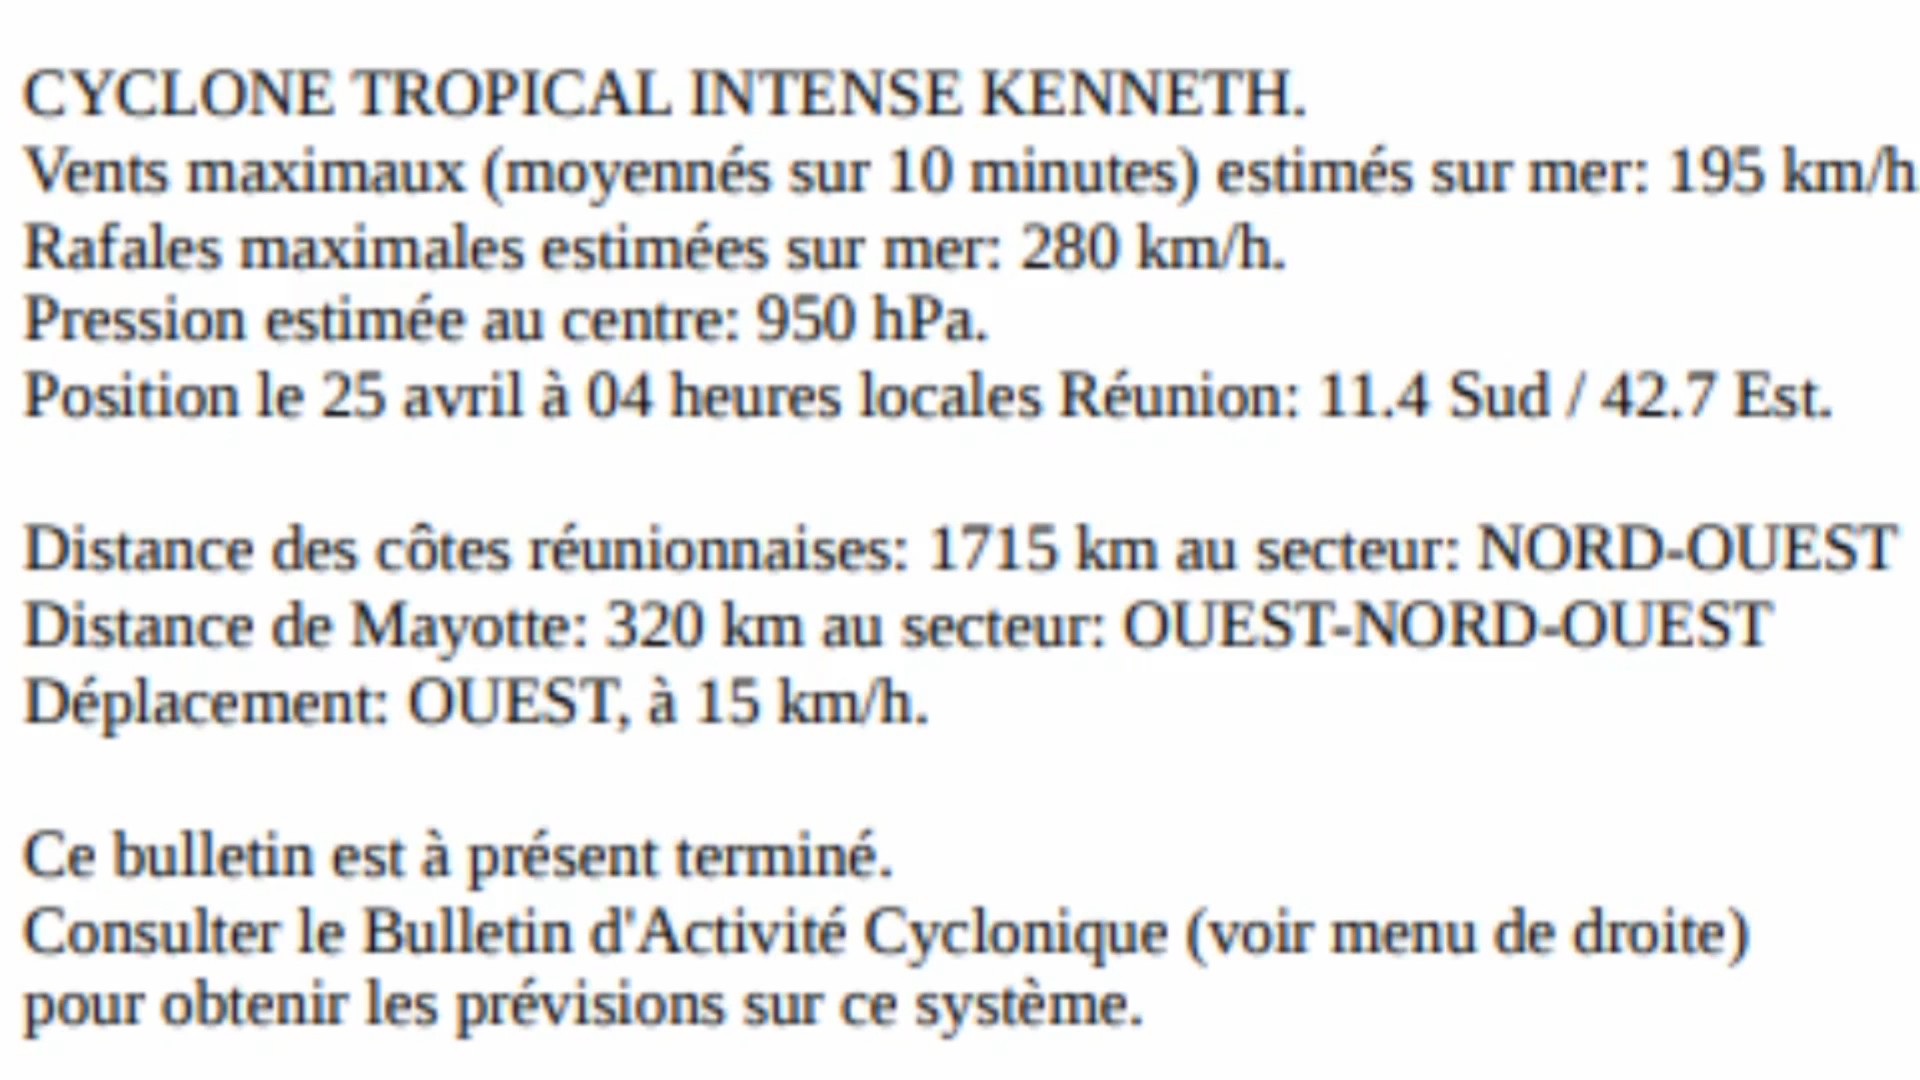 CYCLONE TROPICAL INTENSE KENNETH.
Vents maximaux (moyennés sur 10 minutes) estimés sur mer: 195 km/h.
Rafales maximales estimées sur mer: 280 km/h.
Pression estimée au centre: 950 hPa.
Position le 25 avril à 04 heures locales Réunion: 11.4 Sud / 42.7 Est.
Distance des côtes réunionnaises: 1715 km au secteur: NORD-OUEST
Distance de Mayotte: 320 km au secteur: OUEST-NORD-OUEST
Déplacement: OUEST, à 15 km/h.
Ce bulletin est à présent terminé.
Consulter le Bulletin d'Activité Cyclonique (voir menu de droite)
pour obtenir les prévisions sur ce système.